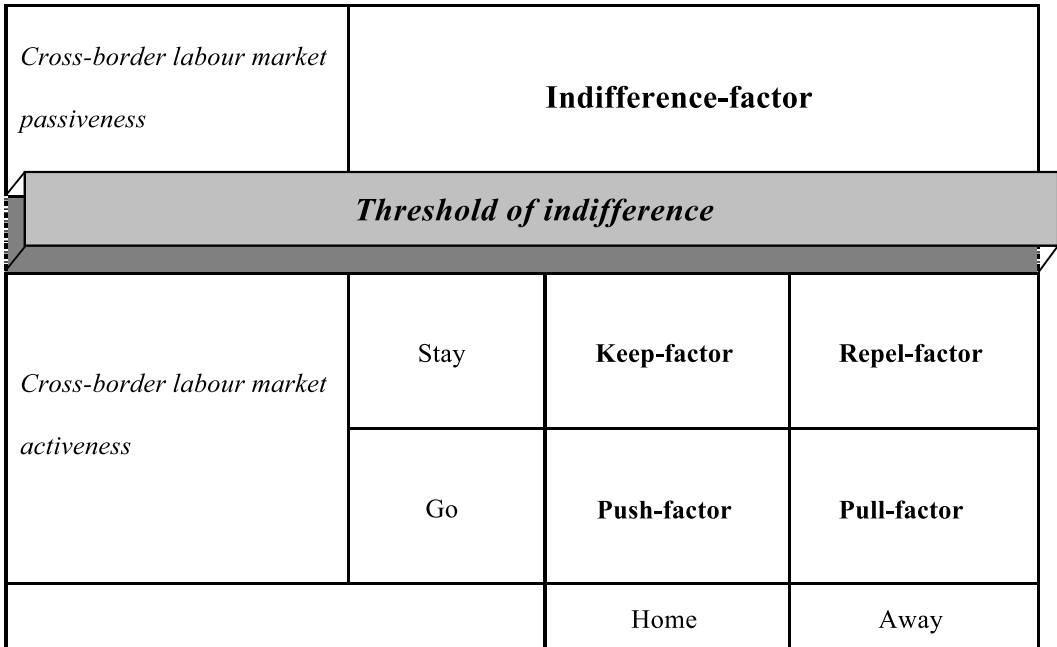 Cross-border labour market
passiveness
Indifference-factor
Threshold of indifference
Cross-border labour market
activeness
Stay
Keep-factor
Repel-factor
Go
Push-factor
Pull-factor
Home
Away